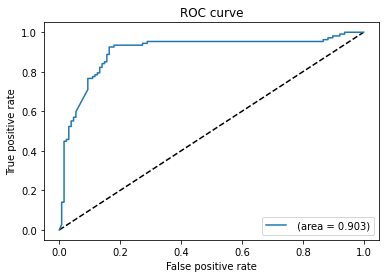 ROC curve
True positive rate
1.0
0.8
0.6
0.4
0.2
0.0
(area = 0.903)
0.0 0.2 0.4 0.6 0.8 1.0
False positive rate